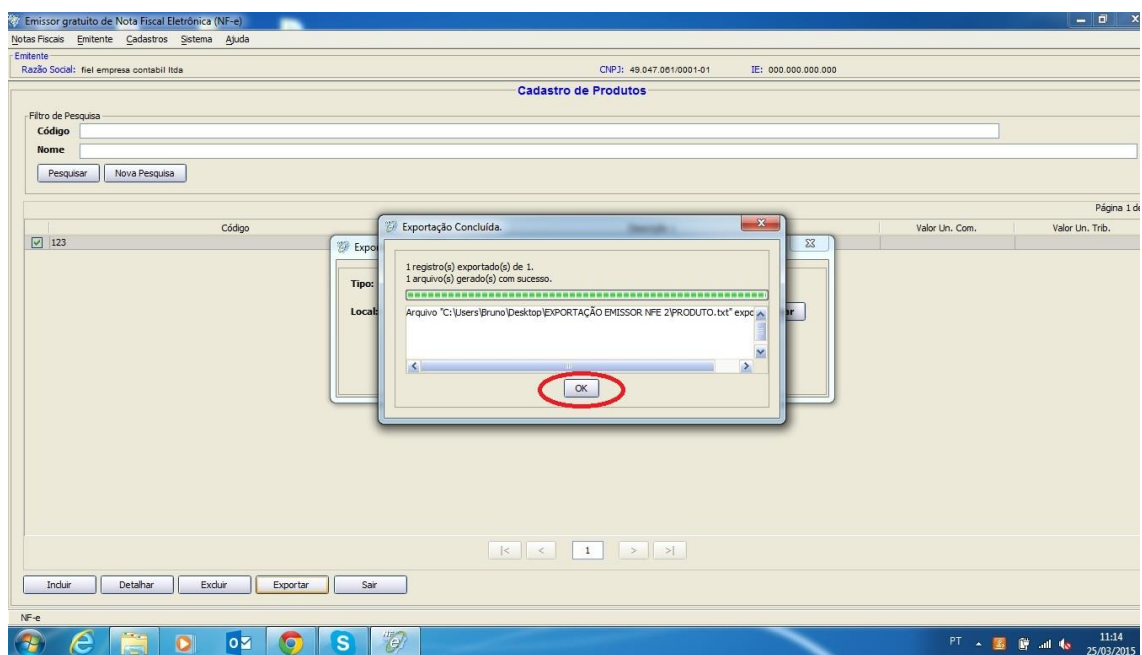 Emissor gratuito de Nota Fiscal Eletrônica (NF-e)
Notas Fiscais Emitente Cadastros Sistema Ajuda
Emitente
Razão Social: fiel empresa contabil ltda CNPJ: 49.047.061/0001-01 IE: 000.000.000.000
Cadastro de Produtos
Filtro de Pesquisa
Código
Nome
Pesquisar Nova Pesquisa
Página 1 de
Código Valor Un. Com. Valor Un. Trib.
123
Expor
Tipo:
Local: ar
Exportação Concluída.
1 registro(s) exportado(s) de 1.
1 arquivo(s) gerado(s) com sucesso.
Arquivo "C:\Users\Bruno\Desktop\EXPORTAÇÃO EMISSOR NFE 2\PRODUTO.txt" expo
OK
|< < 1 > >|
Incluir Detalhar Excluir Exportar Sair
NF-e
PT 11:14
25/03/2015